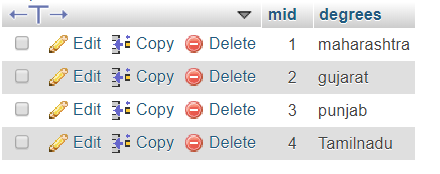 mid degrees
Edit Copy Delete 1 maharashtra
Edit Copy Delete 2 gujarat
Edit Copy Delete 3 punjab
Edit Copy Delete 4 Tamilnadu